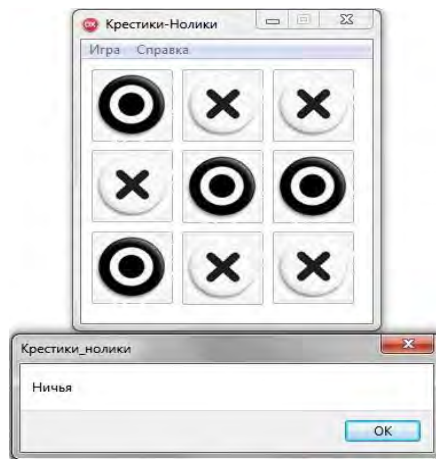 Крестики-Нолики
Игра Справка
Крестики_нолики
Ничья
OK